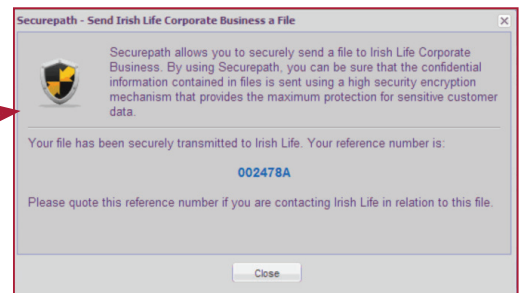 Securepath - Send Irish Life Corporate Business a File
Securepath allows you to securely send a file to Irish Life Corporate
Business. By using Securepath, you can be sure that the confidential
information contained in files is sent using a high security encryption
mechanism that provides the maximum protection for sensitive customer
data.
Your file has been securely transmitted to Irish Life. Your reference number is:
002478A
Please quote this reference number if you are contacting Irish Life in relation to this file.
Close